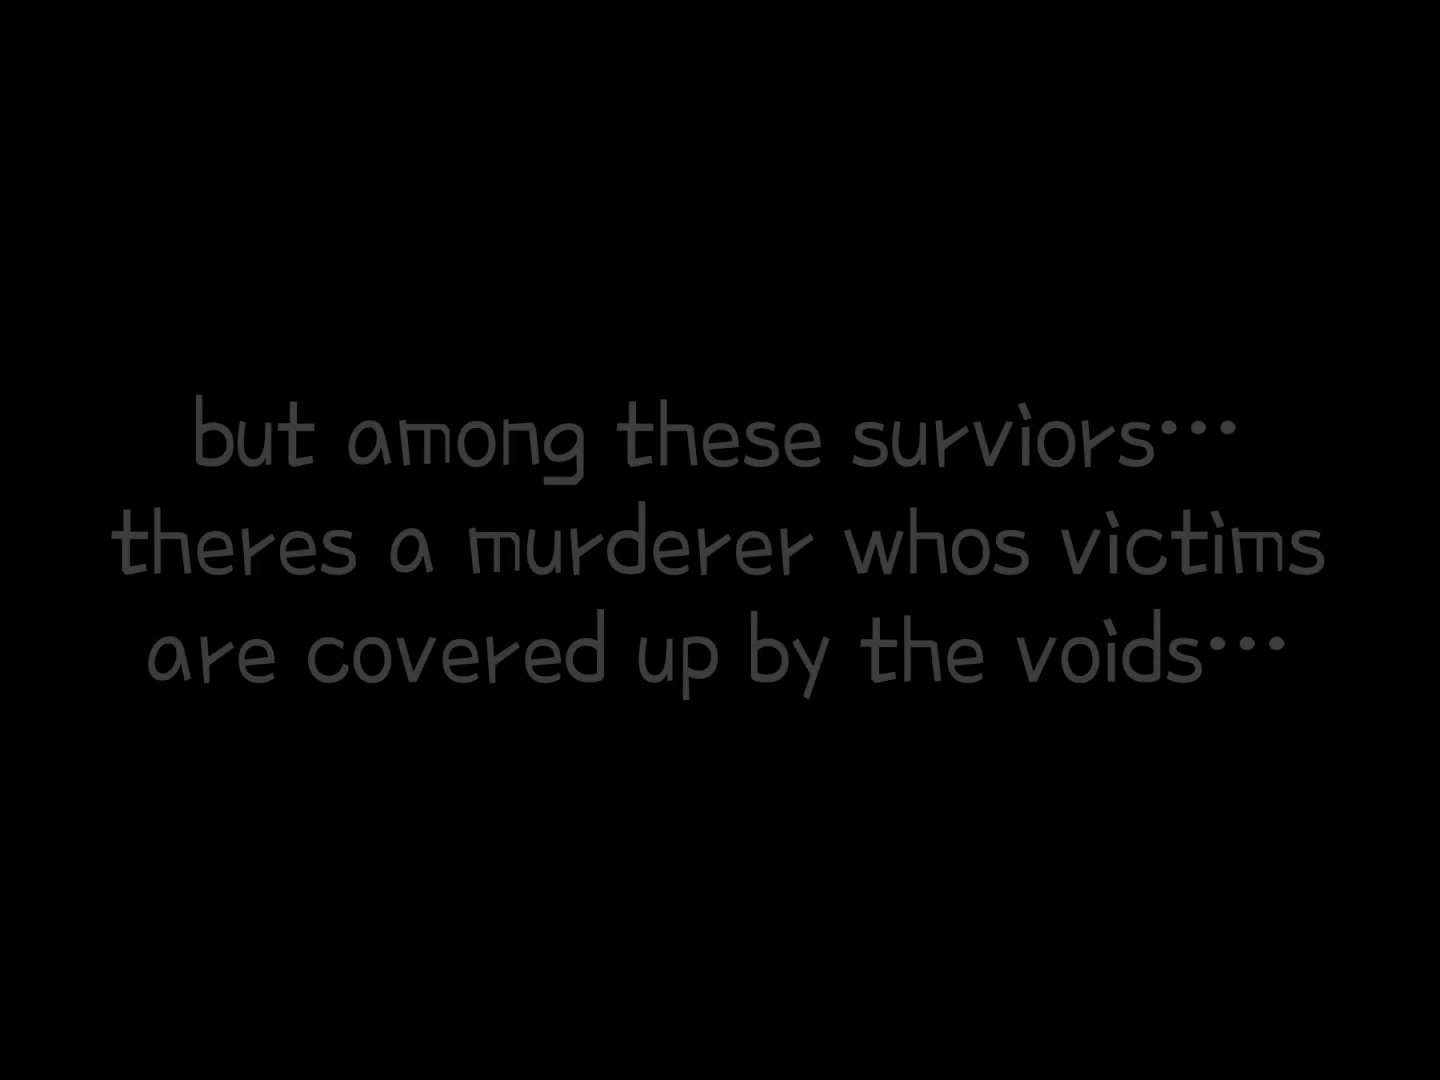 but among these surviors…
theres a murderer whos victims
are covered up by the voids…